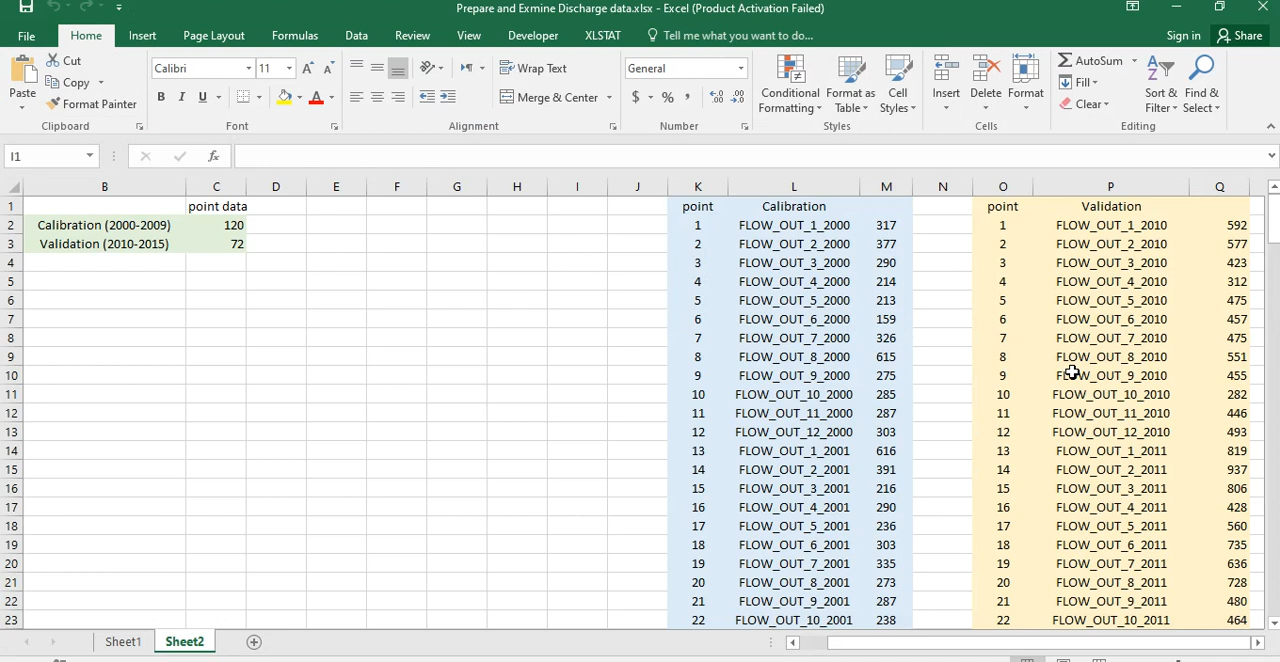 Prepare and Exmine Discharge data.xlsx - Excel (Product Activation Failed)
File Home Insert Page Layout Formulas Data Review View Developer XLSTAT Tell me what you want to do... Sign in Share
Paste Cut Copy Format Painter Clipboard
Calibri 11 A A B I U A Font
Wrap Text Merge & Center Alignment
General $ % , Number
Conditional Formatting Format as Table Cell Styles Styles
Insert Delete Format Cells
AutoSum Fill Clear Sort & Filter Find & Select Editing
I1 fx
B C D E F G H I J K L M N O P Q
1 point data point Calibration point Validation
2 Calibration (2000-2009) 120 1 FLOW_OUT_1_2000 317 1 FLOW_OUT_1_2010 592
3 Validation (2010-2015) 72 2 FLOW_OUT_2_2000 377 2 FLOW_OUT_2_2010 577
4 3 FLOW_OUT_3_2000 290 3 FLOW_OUT_3_2010 423
5 4 FLOW_OUT_4_2000 214 4 FLOW_OUT_4_2010 312
6 5 FLOW_OUT_5_2000 213 5 FLOW_OUT_5_2010 475
7 6 FLOW_OUT_6_2000 159 6 FLOW_OUT_6_2010 457
8 7 FLOW_OUT_7_2000 326 7 FLOW_OUT_7_2010 475
9 8 FLOW_OUT_8_2000 615 8 FLOW_OUT_8_2010 551
10 9 FLOW_OUT_9_2000 275 9 FLOW_OUT_9_2010 455
11 10 FLOW_OUT_10_2000 285 10 FLOW_OUT_10_2010 282
12 11 FLOW_OUT_11_2000 287 11 FLOW_OUT_11_2010 446
13 12 FLOW_OUT_12_2000 303 12 FLOW_OUT_12_2010 493
14 13 FLOW_OUT_1_2001 616 13 FLOW_OUT_1_2011 819
15 14 FLOW_OUT_2_2001 391 14 FLOW_OUT_2_2011 937
16 15 FLOW_OUT_3_2001 216 15 FLOW_OUT_3_2011 806
17 16 FLOW_OUT_4_2001 290 16 FLOW_OUT_4_2011 428
18 17 FLOW_OUT_5_2001 236 17 FLOW_OUT_5_2011 560
19 18 FLOW_OUT_6_2001 303 18 FLOW_OUT_6_2011 735
20 19 FLOW_OUT_7_2001 335 19 FLOW_OUT_7_2011 636
21 20 FLOW_OUT_8_2001 273 20 FLOW_OUT_8_2011 728
22 21 FLOW_OUT_9_2001 287 21 FLOW_OUT_9_2011 480
23 22 FLOW_OUT_10_2001 238 22 FLOW_OUT_10_2011 464
Sheet1 Sheet2